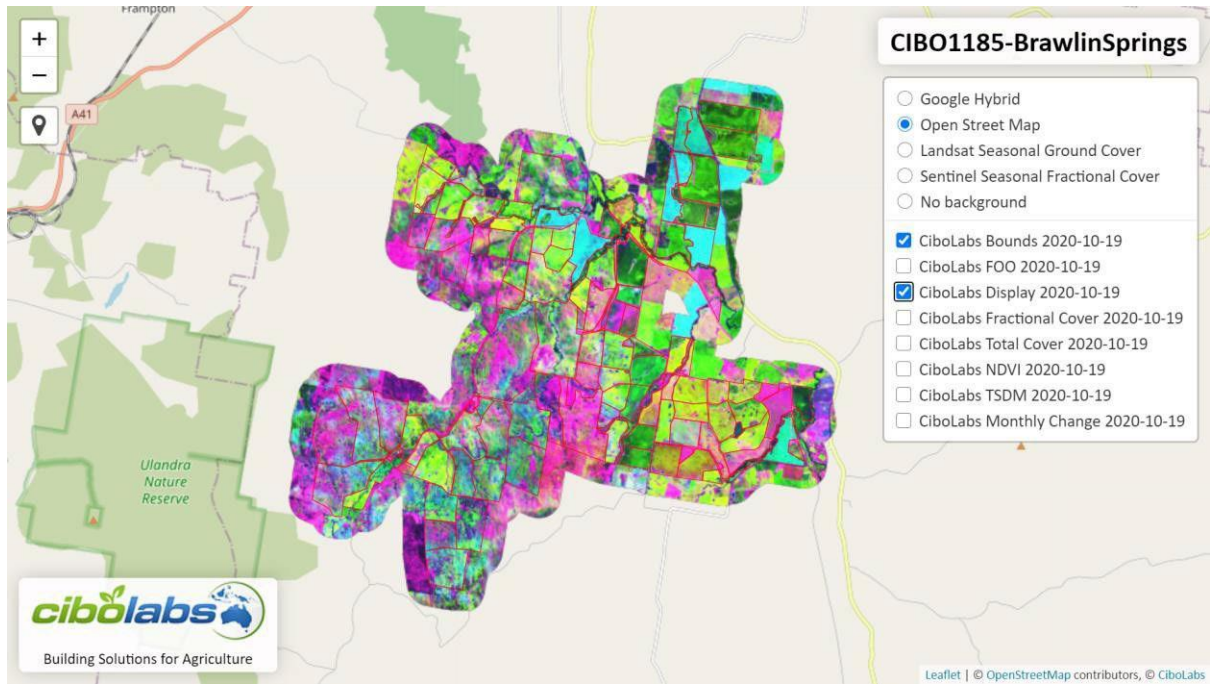 Frampton
+
−
A41
Ulandra
Nature
Reserve
cibolabs
Building Solutions for Agriculture
CIBO1185-BrawlinSprings
Google Hybrid
Open Street Map
Landsat Seasonal Ground Cover
Sentinel Seasonal Fractional Cover
No background
CiboLabs Bounds 2020-10-19
CiboLabs FOO 2020-10-19
CiboLabs Display 2020-10-19
CiboLabs Fractional Cover 2020-10-19
CiboLabs Total Cover 2020-10-19
CiboLabs NDVI 2020-10-19
CiboLabs TSDM 2020-10-19
CiboLabs Monthly Change 2020-10-19
Leaflet | © OpenStreetMap contributors, © CiboLabs